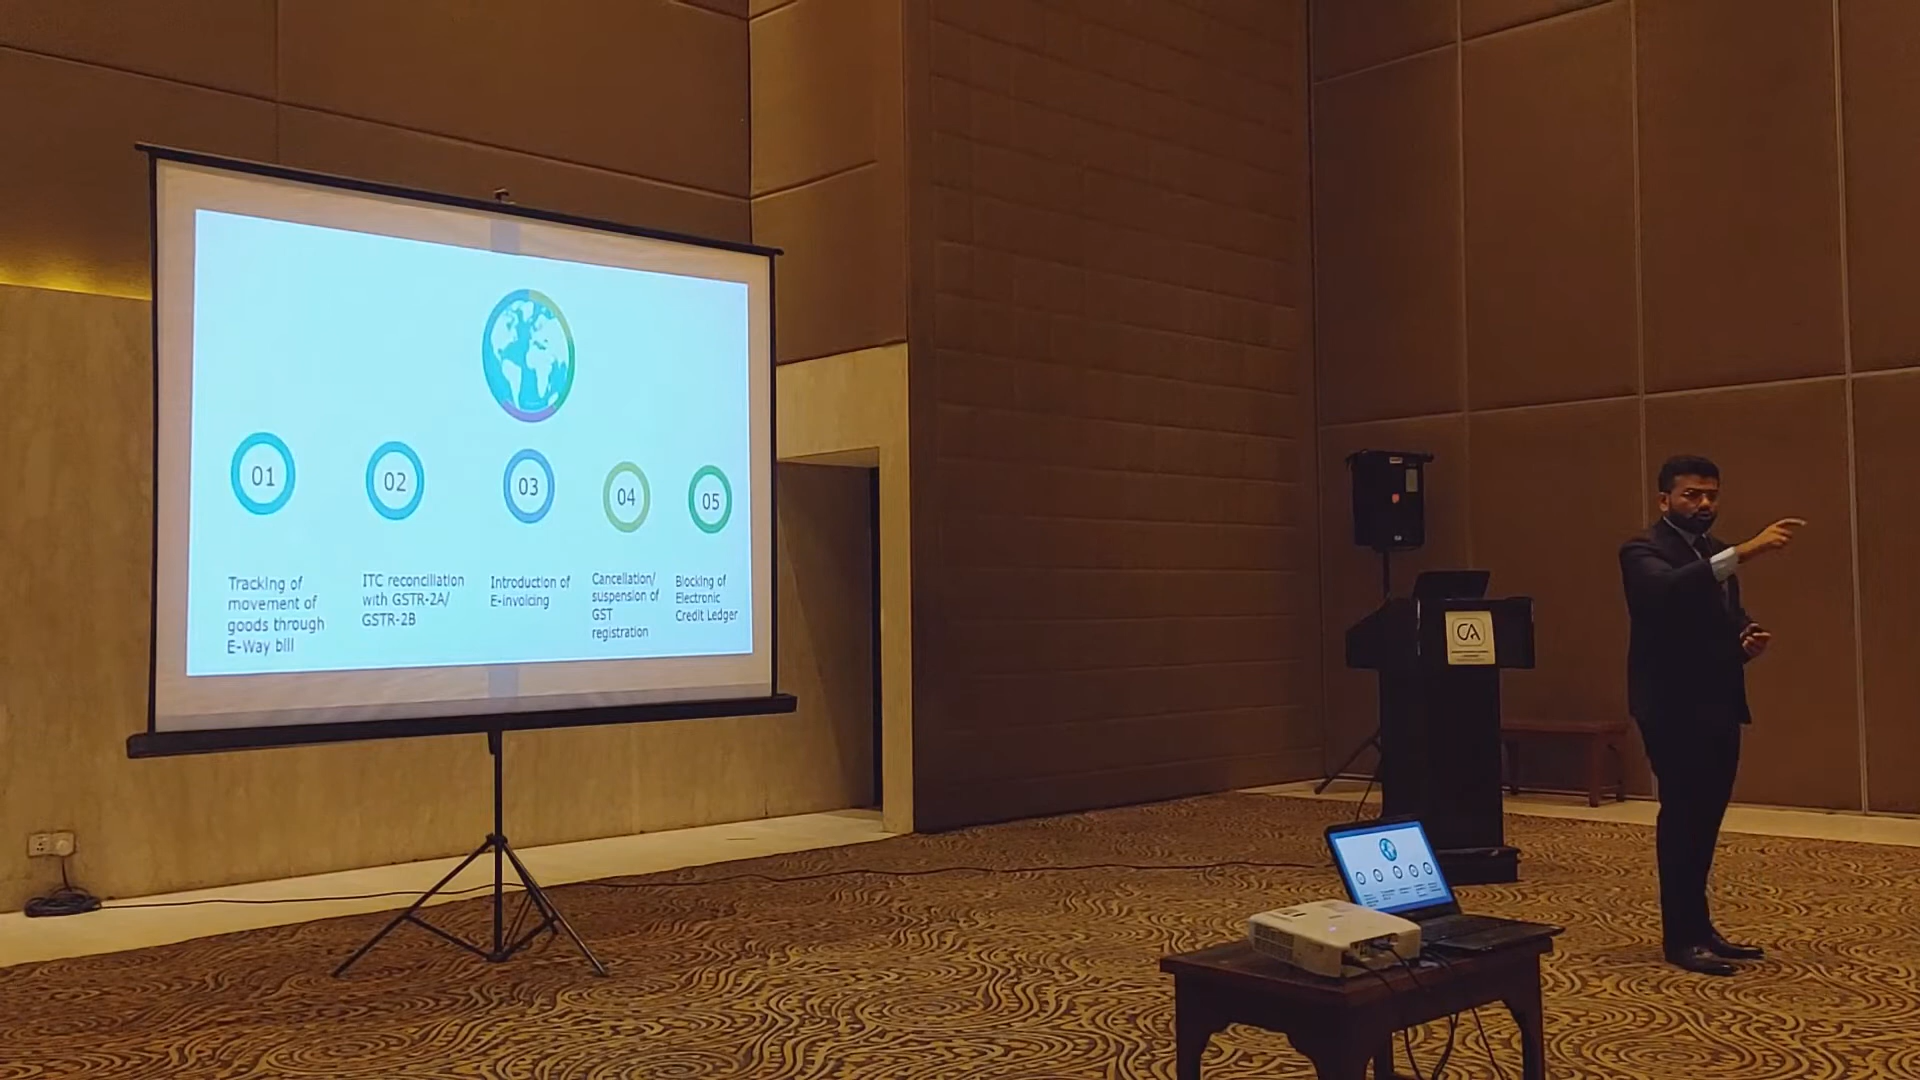 01
02
03
04
05
Tracking of
movement of
goods through
E-Way bill
ITC reconciliation
with GSTR-2A/
GSTR-2B
Introduction of
E-invoicing
Cancellation/
suspension of
GST
registration
Blocking of
Electronic
Credit Ledger
CA